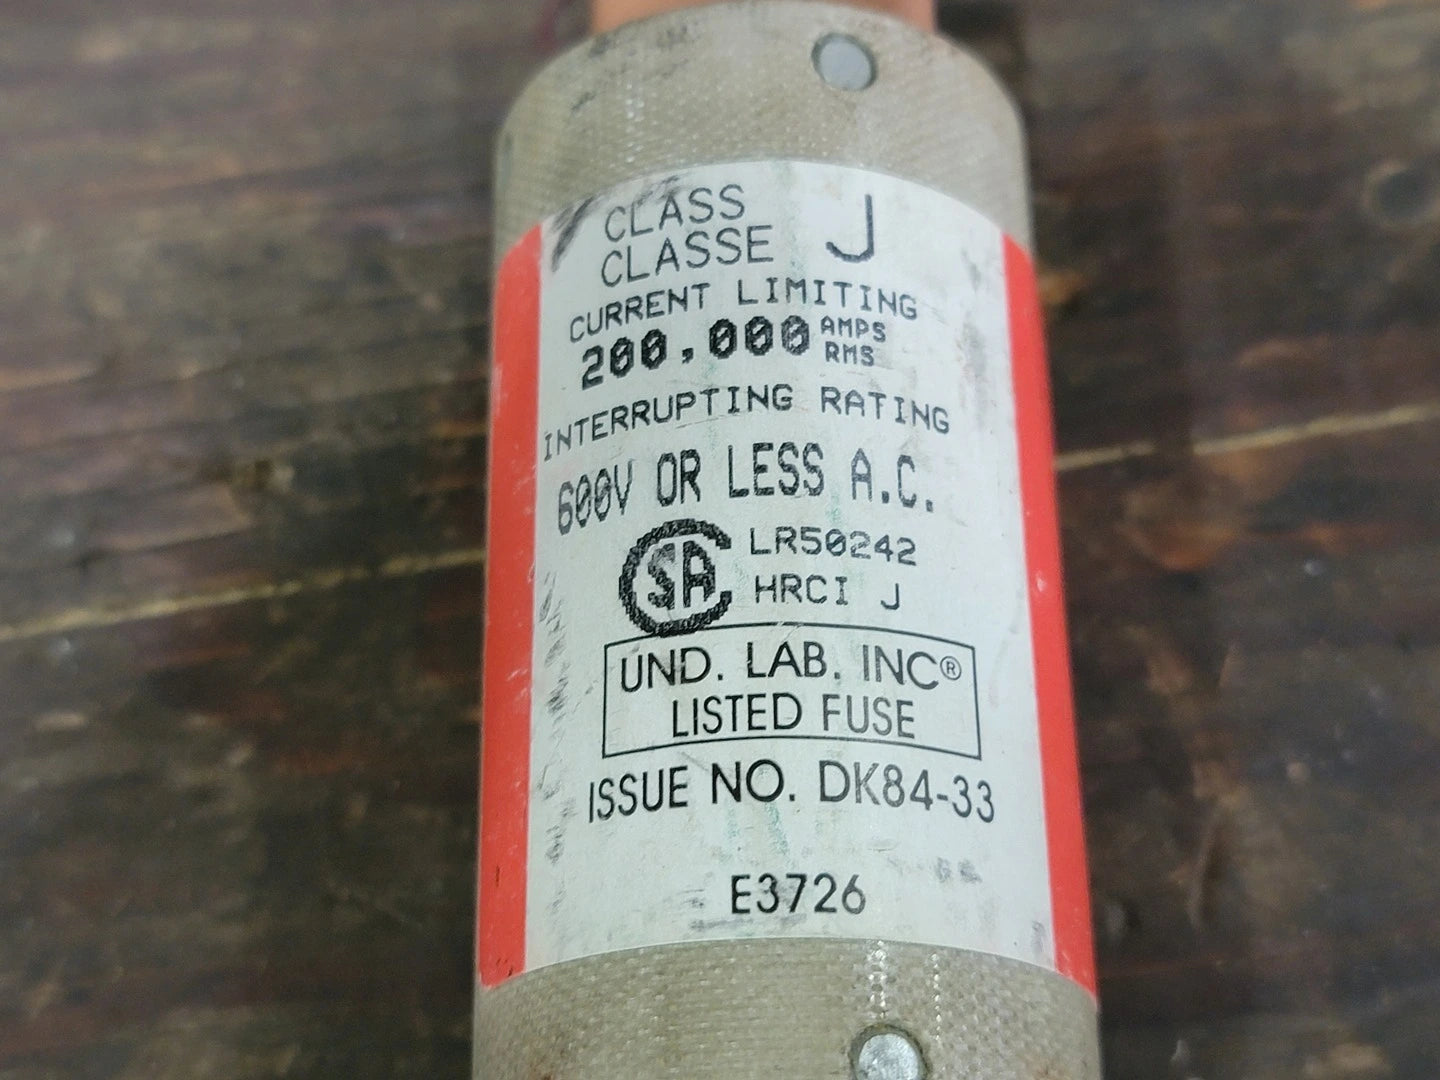 CLASS
CLASSE J
CURRENT LIMITING
200,000 AMPS RMS
INTERRUPTING RATING
600V OR LESS A.C.
CSA LR50242
HRCI J
UND. LAB. INC®
LISTED FUSE
ISSUE NO. DK84-33
E3726